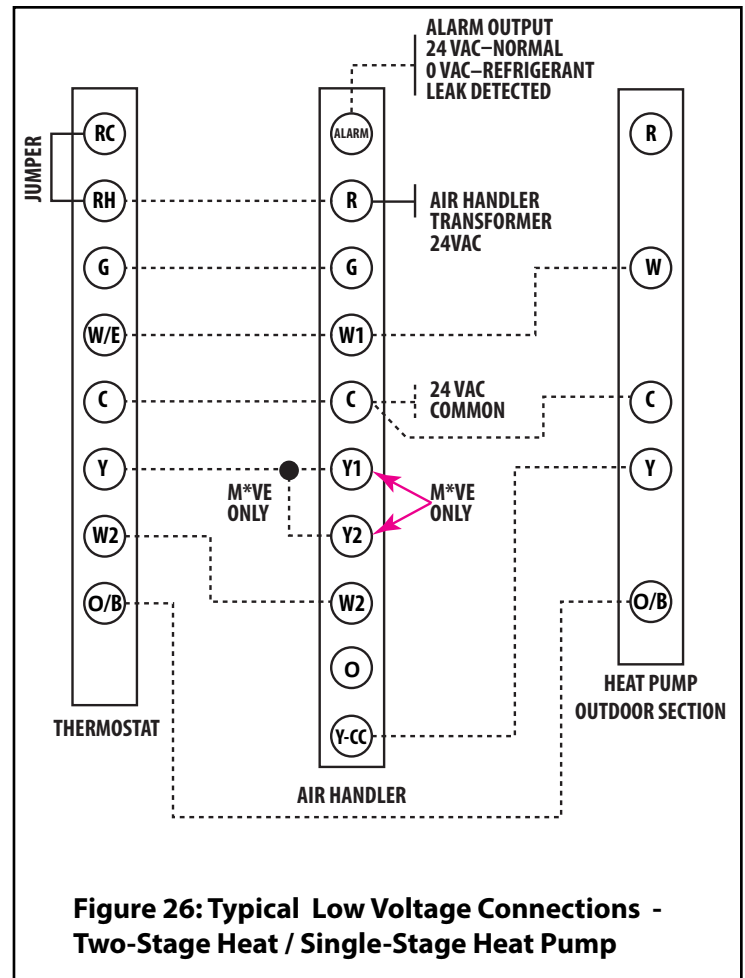 ALARM OUTPUT
24 VAC–NORMAL
0 VAC–REFRIGERANT
LEAK DETECTED
JUMPER
RC
RH
G
W/E
C
Y
W2
O/B
THERMOSTAT
ALARM
R
G
W1
C
Y1
Y2
W2
O
Y-CC
AIR HANDLER
AIR HANDLER
TRANSFORMER
24VAC
24 VAC
COMMON
M*VE
ONLY
M*VE
ONLY
R
W
C
Y
O/B
HEAT PUMP
OUTDOOR SECTION
Figure 26: Typical Low Voltage Connections -
Two-Stage Heat / Single-Stage Heat Pump